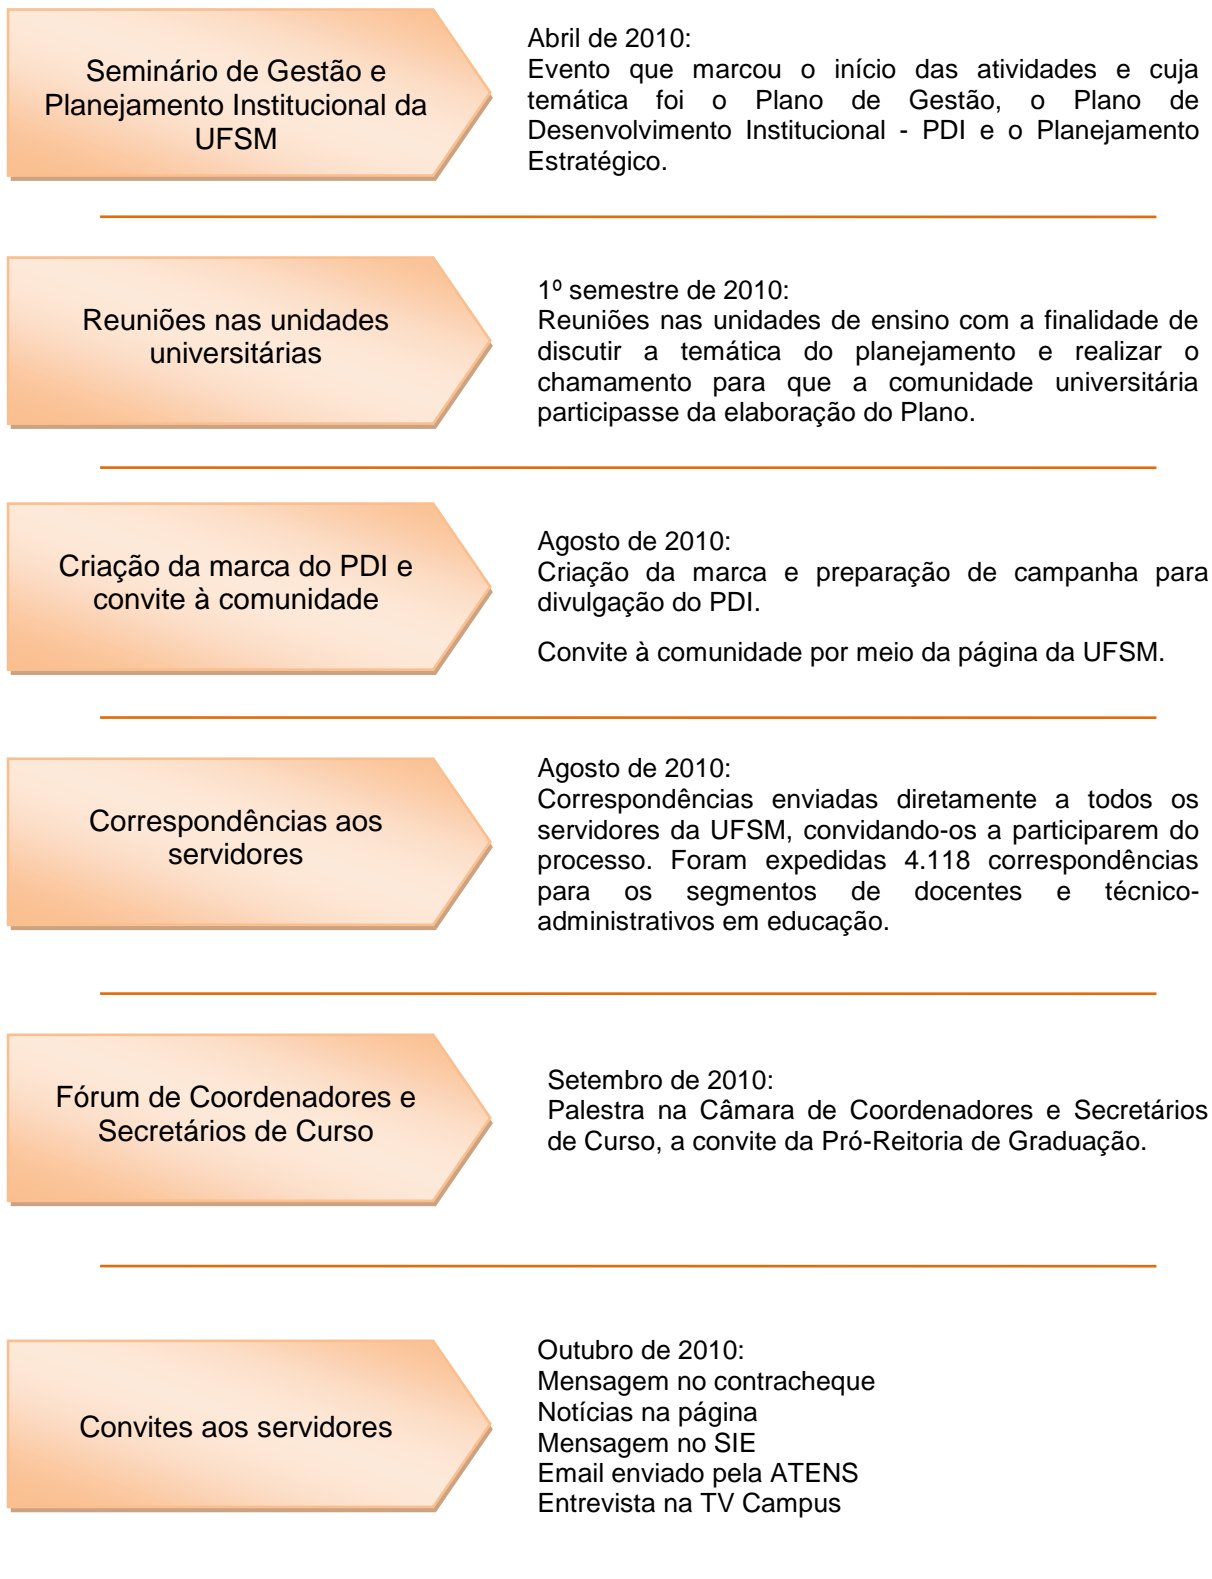 Seminário de Gestão e
Planejamento Institucional da
UFSM
Abril de 2010:
Evento que marcou o início das atividades e cuja
temática foi o Plano de Gestão, o Plano de
Desenvolvimento Institucional - PDI e o Planejamento
Estratégico.
Reuniões nas unidades
universitárias
1º semestre de 2010:
Reuniões nas unidades de ensino com a finalidade de
discutir a temática do planejamento e realizar o
chamamento para que a comunidade universitária
participasse da elaboração do Plano.
Criação da marca do PDI e
convite à comunidade
Agosto de 2010:
Criação da marca e preparação de campanha para
divulgação do PDI.
Convite à comunidade por meio da página da UFSM.
Correspondências aos
servidores
Agosto de 2010:
Correspondências enviadas diretamente a todos os
servidores da UFSM, convidando-os a participarem do
processo. Foram expedidas 4.118 correspondências
para os segmentos de docentes e técnico-
administrativos em educação.
Fórum de Coordenadores e
Secretários de Curso
Setembro de 2010:
Palestra na Câmara de Coordenadores e Secretários
de Curso, a convite da Pró-Reitoria de Graduação.
Convites aos servidores
Outubro de 2010:
Mensagem no contracheque
Notícias na página
Mensagem no SIE
Email enviado pela ATENS
Entrevista na TV Campus